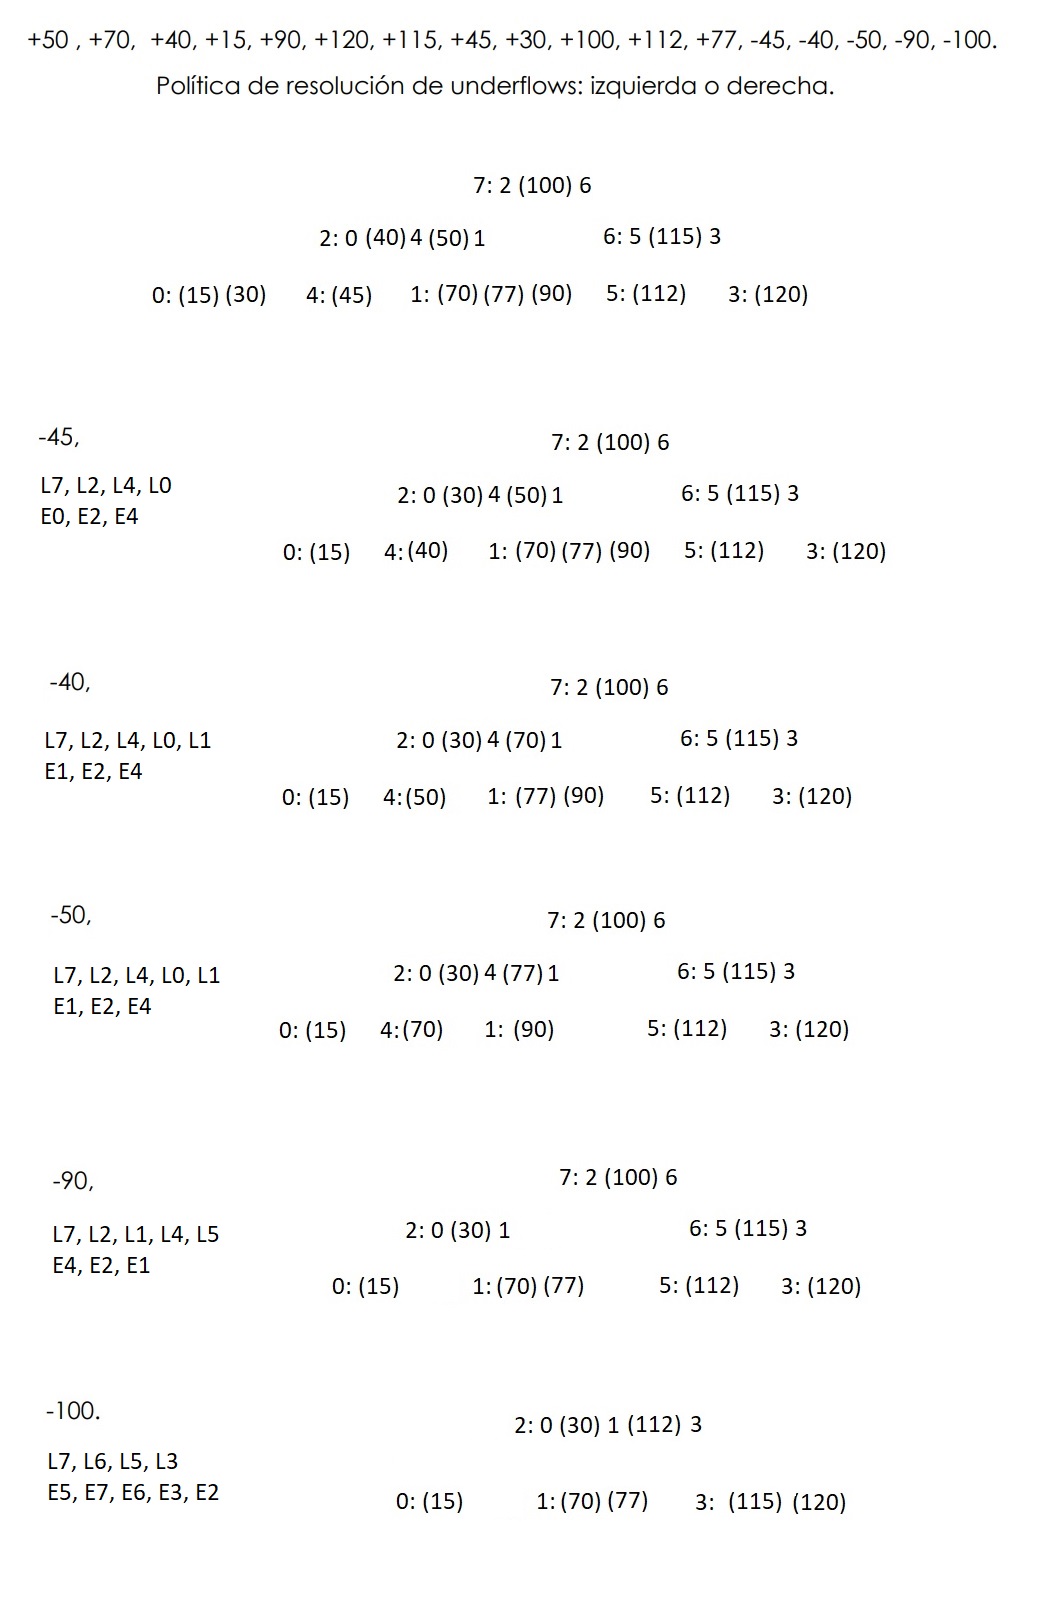 +50 , +70, +40, +15, +90, +120, +115, +45, +30, +100, +112, +77, -45, -40, -50, -90, -100.
Política de resolución de underflows: izquierda o derecha.
7: 2 (100) 6
2: 0 (40) 4 (50) 1 6: 5 (115) 3
0: (15) (30) 4: (45) 1: (70) (77) (90) 5: (112) 3: (120)
-45,
7: 2 (100) 6
L7, L2, L4, L0
2: 0 (30) 4 (50) 1 6: 5 (115) 3
E0, E2, E4
0: (15) 4: (40) 1: (70) (77) (90) 5: (112) 3: (120)
-40,
7: 2 (100) 6
L7, L2, L4, L0, L1
2: 0 (30) 4 (70) 1 6: 5 (115) 3
E1, E2, E4
0: (15) 4: (50) 1: (77) (90) 5: (112) 3: (120)
-50,
7: 2 (100) 6
L7, L2, L4, L0, L1
2: 0 (30) 4 (77) 1 6: 5 (115) 3
E1, E2, E4
0: (15) 4: (70) 1: (90) 5: (112) 3: (120)
-90,
7: 2 (100) 6
L7, L2, L1, L4, L5
2: 0 (30) 1 6: 5 (115) 3
E4, E2, E1
0: (15) 1: (70) (77) 5: (112) 3: (120)
-100.
2: 0 (30) 1 (112) 3
L7, L6, L5, L3
E5, E7, E6, E3, E2
0: (15) 1: (70) (77) 3: (115) (120)